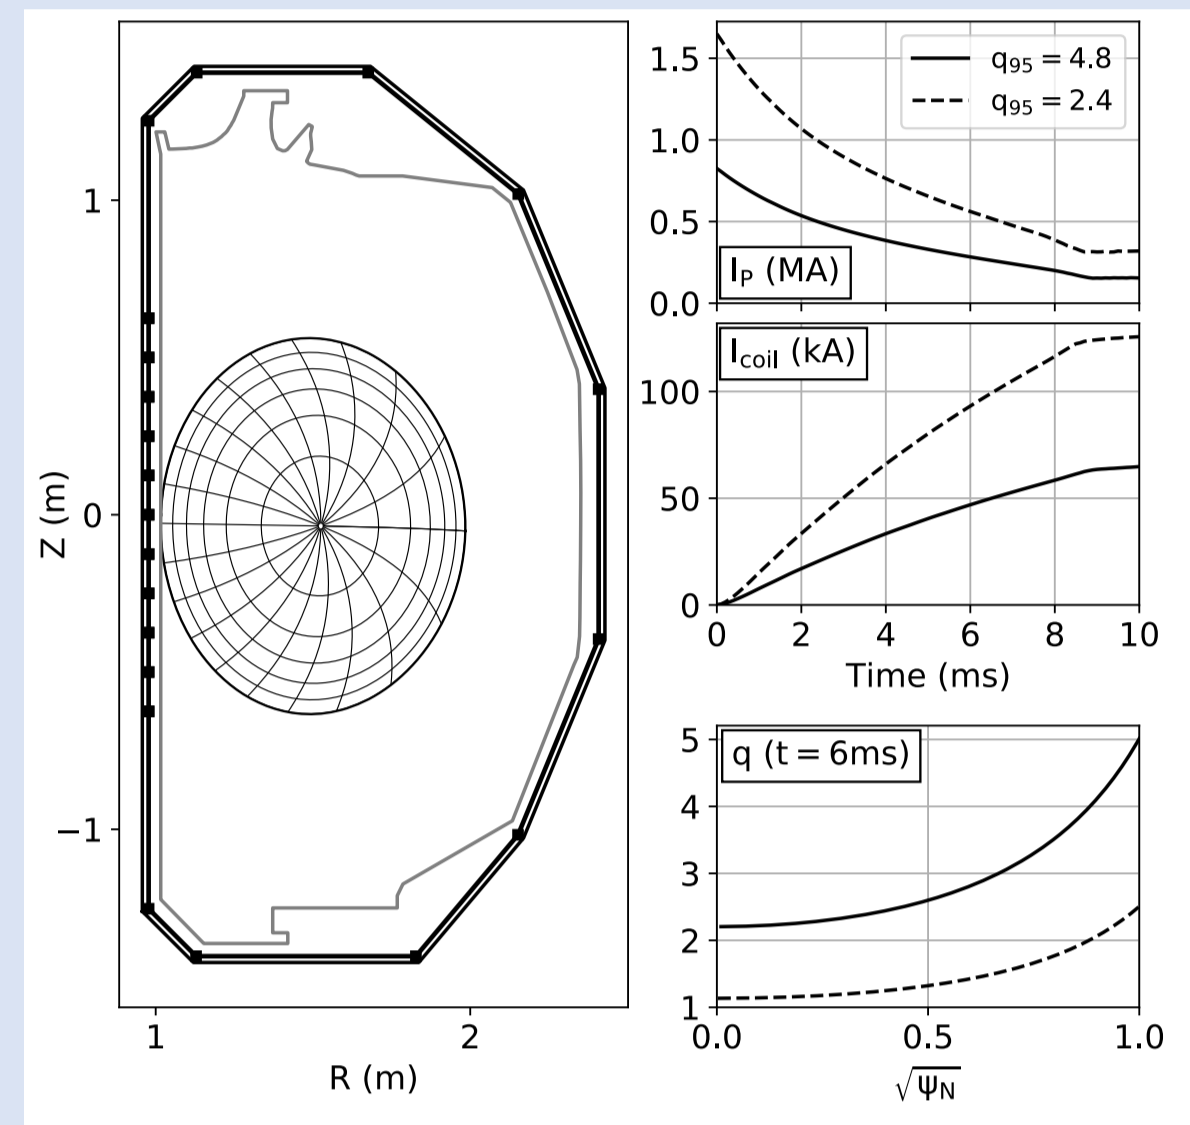 1
0
−1
Z (m)
1 2
R (m)
1.5
1.0
0.5
0.0
q95 = 4.8
q95 = 2.4
IP (MA)
Icoil (kA)
100
50
0
0 2 4 6 8 10
Time (ms)
q (t = 6ms)
5
4
3
2
1
0.0 0.5 1.0
√ψN